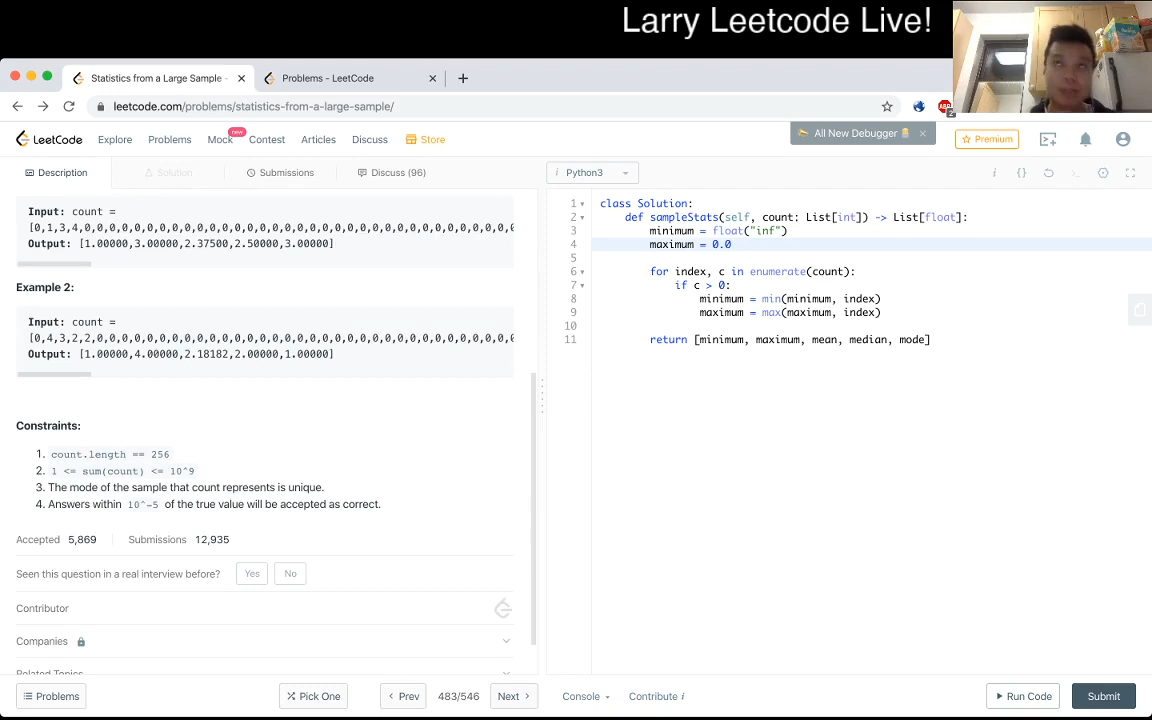 Larry Leetcode Live!
Statistics from a Large Sample -
Problems - LeetCode
leetcode.com/problems/statistics-from-a-large-sample/
LeetCode
Explore
Problems
Mock
new
Contest
Articles
Discuss
Store
All New Debugger
Premium
Description
Solution
Submissions
Discuss (96)
Python3
Input: count =
[0,1,3,4,0,0,0,0,0,0,0,0,0,0,0,0,0,0,0,0,0,0,0,0,0,0,0,0,0,0,0,0,0,0,0,0,0,0,0,0
Output: [1.00000,3.00000,2.37500,2.50000,3.00000]
Example 2:
Input: count =
[0,4,3,2,2,0,0,0,0,0,0,0,0,0,0,0,0,0,0,0,0,0,0,0,0,0,0,0,0,0,0,0,0,0,0,0,0,0,0,0
Output: [1.00000,4.00000,2.18182,2.00000,1.00000]
Constraints:
1. count.length == 256
2. 1 <= sum(count) <= 10^9
3. The mode of the sample that count represents is unique.
4. Answers within 10^-5 of the true value will be accepted as correct.
Accepted 5,869 Submissions 12,935
Seen this question in a real interview before? Yes No
Contributor
Companies
Related Topics
1 class Solution:
2 def sampleStats(self, count: List[int]) -> List[float]:
3 minimum = float("inf")
4 maximum = 0.0
5
6 for index, c in enumerate(count):
7 if c > 0:
8 minimum = min(minimum, index)
9 maximum = max(maximum, index)
10
11 return [minimum, maximum, mean, median, mode]
Problems
Pick One
Prev
483/546
Next
Console
Contribute
Run Code
Submit